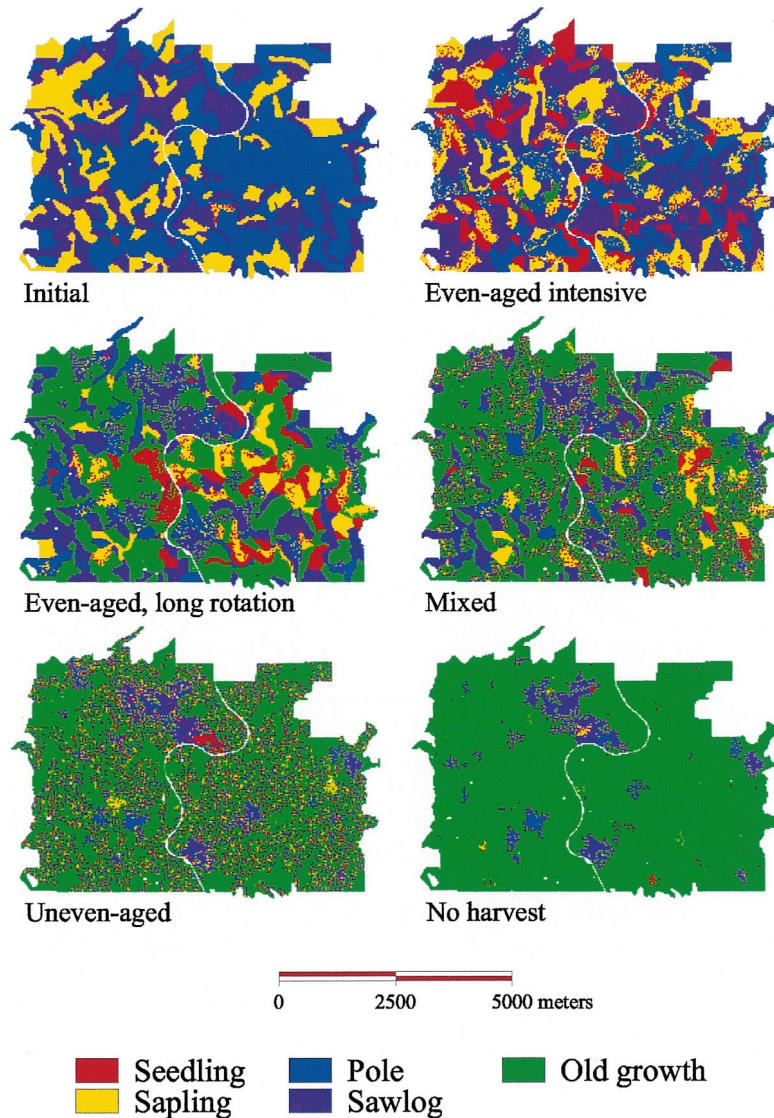 Initial
Even-aged intensive
Even-aged, long rotation
Mixed
Uneven-aged
No harvest
0 2500 5000 meters
Seedling
Pole
Old growth
Sapling
Sawlog